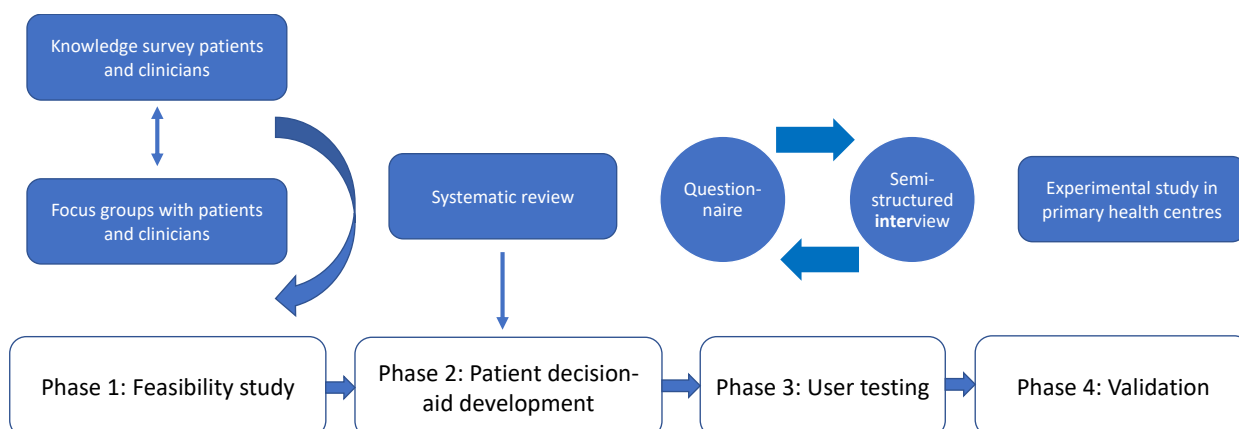 Knowledge survey patients
and clinicians
Focus groups with patients
and clinicians
Systematic review
Question-
naire
Semi-
structured
interview
Experimental study in
primary health centres
Phase 1: Feasibility study
Phase 2: Patient decision-
aid development
Phase 3: User testing
Phase 4: Validation